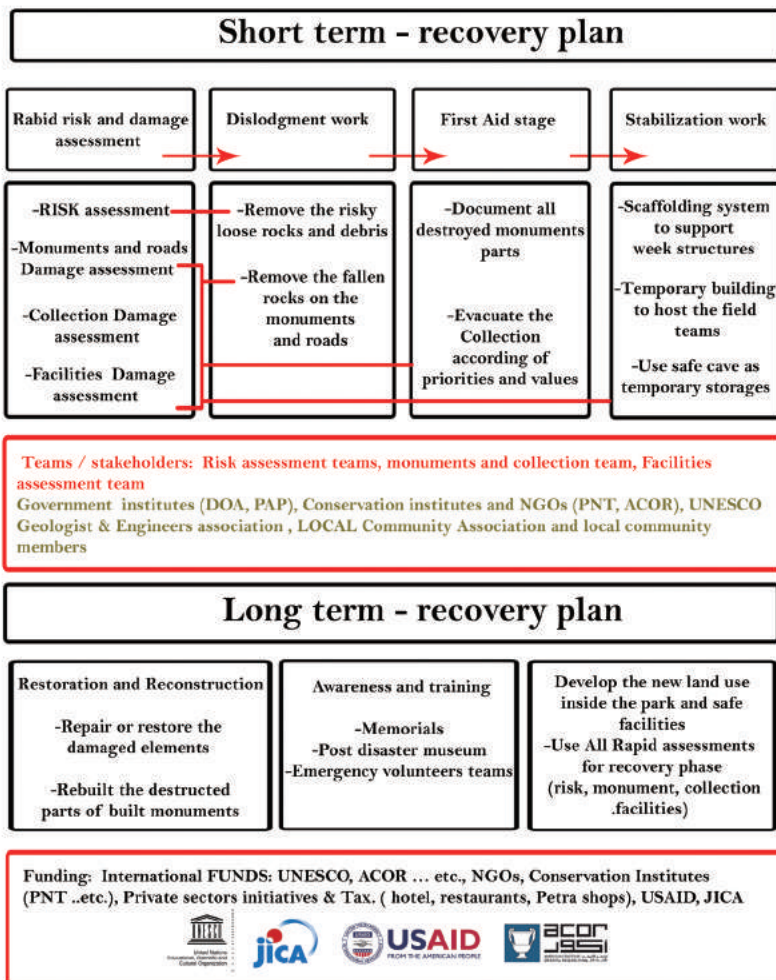 Short term - recovery plan
Rabid risk and damage
assessment
Dislodgment work
First Aid stage
Stabilization work
-RISK assessment
-Monuments and roads
Damage assessment
-Collection Damage
assessment
-Facilities Damage
assessment
-Remove the risky
loose rocks and debris
-Remove the fallen
rocks on the
monuments
and roads
-Document all
destroyed monuments
parts
-Evacuate the
Collection
according of
priorities and values
-Scaffolding system
to support
week structures
-Temporary building
to host the field
teams
-Use safe cave as
temporary storages
Teams / stakeholders: Risk assessment teams, monuments and collection team, Facilities
assessment team
Government institutes (DOA, PAP), Conservation institutes and NGOs (PNT, ACOR), UNESCO
Geologist & Engineers association , LOCAL Community Association and local community
members
Long term - recovery plan
Restoration and Reconstruction
-Repair or restore the
damaged elements
-Rebuilt the destructed
parts of built monuments
Awareness and training
-Memorials
-Post disaster museum
-Emergency volunteers teams
Develop the new land use
inside the park and safe
facilities
-Use All Rapid assessments
for recovery phase
(risk, monument, collection
.facilities)
Funding: International FUNDS: UNESCO, ACOR ... etc., NGOs, Conservation Institutes
(PNT ..etc.), Private sectors initiatives & Tax. ( hotel, restaurants, Petra shops), USAID, JICA
United Nations
Educational, Scientific and
Cultural Organization
jICA
USAID
FROM THE AMERICAN PEOPLE
acor
أكور